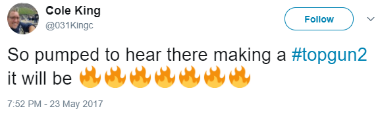 Cole King
@031Kingc
Follow
So pumped to hear there making a #topgun2
it will be 🔥🔥🔥🔥🔥🔥🔥
7:52 PM - 23 May 2017